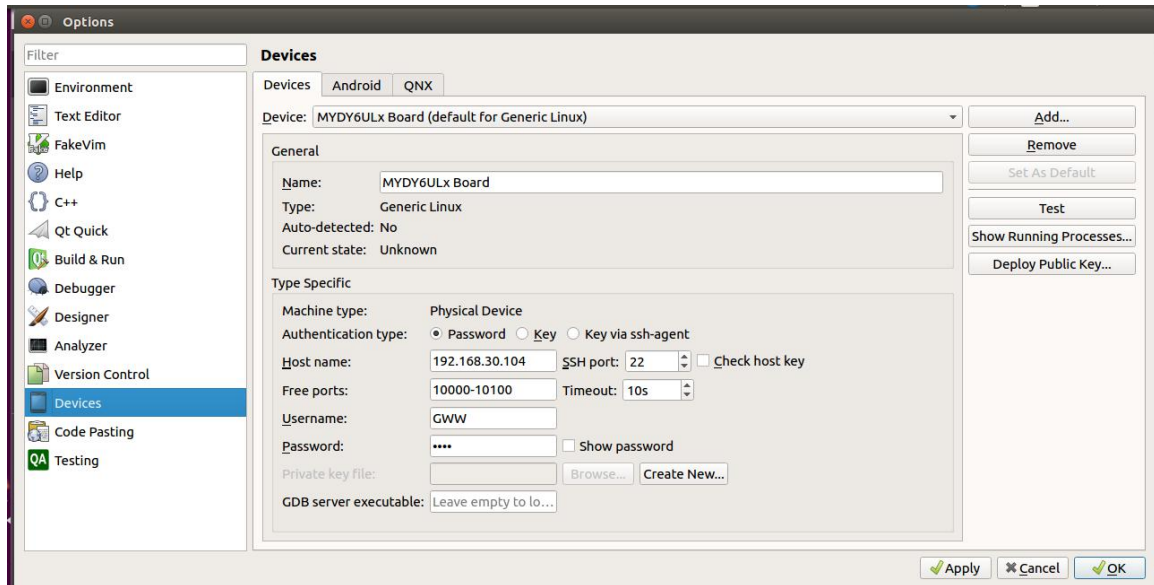 Options
Filter
Environment
Text Editor
FakeVim
Help
C++
Qt Quick
Build & Run
Debugger
Designer
Analyzer
Version Control
Devices
Code Pasting
QA Testing
Devices
Devices Android QNX
Device: MYDY6ULx Board (default for Generic Linux)
General
Name: MYDY6ULx Board
Type: Generic Linux
Auto-detected: No
Current state: Unknown
Type Specific
Machine type: Physical Device
Authentication type: Password Key Key via ssh-agent
Host name: 192.168.30.104 SSH port: 22 Check host key
Free ports: 10000-10100 Timeout: 10s
Username: GWW
Password: •••• Show password
Private key file: Browse... Create New...
GDB server executable: Leave empty to lo...
Add...
Remove
Set As Default
Test
Show Running Processes...
Deploy Public Key...
Apply Cancel OK